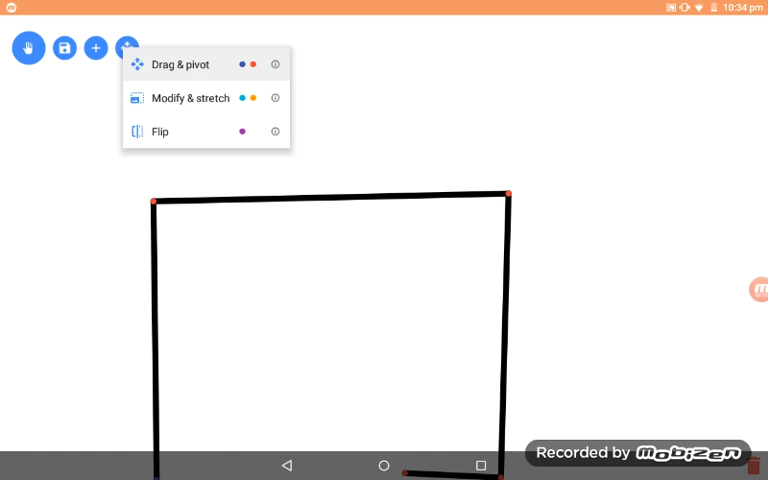 10:34 pm
Drag & pivot
Modify & stretch
Flip
Recorded by mobizen